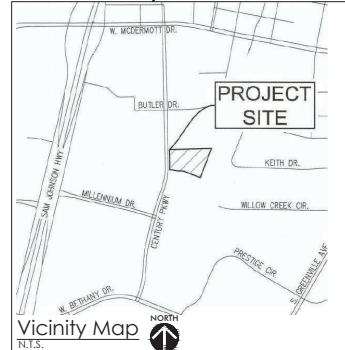 W. MCDERMOTT DR.
BUTLER DR.
PROJECT
SITE
KEITH DR.
SAM JOHNSON HWY
MILLENNIUM DR.
CENTURY PKWY
WILLOW CREEK CIR.
PRESTIGE CIR.
S. GREENVILLE AVE
W. BETHANY DR.
Vicinity Map
NORTH
N.T.S.